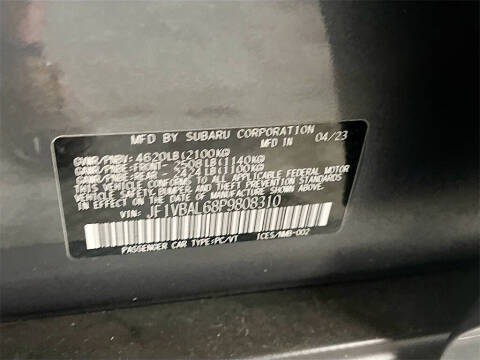 MFD BY SUBARU CORPORATION
MFD IN 04/23
GVWR/PNBV: 4620LB(2100KG)
GAWR/PNBE: FRONT- 2508LB(1140KG)
GAWR/PNBE: REAR- 2424LB(1100KG)
THIS VEHICLE CONFORMS TO ALL APPLICABLE FEDERAL MOTOR
VEHICLE SAFETY AND THEFT PREVENTION STANDARDS
IN EFFECT ON THE DATE OF MANUFACTURE SHOWN ABOVE.
VIN: JF1VBAL68P9808310
PASSENGER CAR TYPE:PC/VT ICES/NMB-002